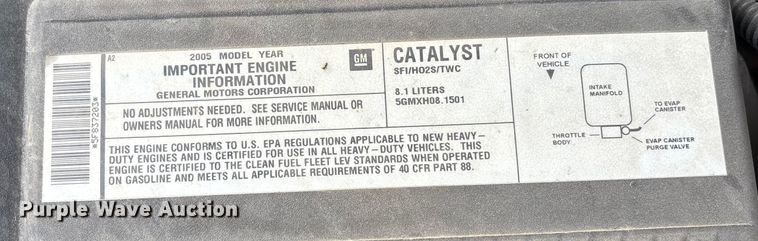 *5F837203*
A2
2005 MODEL YEAR
IMPORTANT ENGINE
INFORMATION
GENERAL MOTORS CORPORATION
GM
CATALYST
SFI/HO2S/TWC
8.1 LITERS
5GMXH08.1501
NO ADJUSTMENTS NEEDED. SEE SERVICE MANUAL OR
OWNERS MANUAL FOR MORE INFORMATION.
THIS ENGINE CONFORMS TO U.S. EPA REGULATIONS APPLICABLE TO NEW HEAVY-
DUTY ENGINES AND IS CERTIFIED FOR USE IN ALL HEAVY-DUTY VEHICLES. THIS
ENGINE IS CERTIFIED TO THE CLEAN FUEL FLEET LEV STANDARDS WHEN OPERATED
ON GASOLINE AND MEETS ALL APPLICABLE REQUIREMENTS OF 40 CFR PART 88.
FRONT OF
VEHICLE
INTAKE
MANIFOLD
TO EVAP
CANISTER
THROTTLE
BODY
EVAP CANISTER
PURGE VALVE
Purple Wave Auction